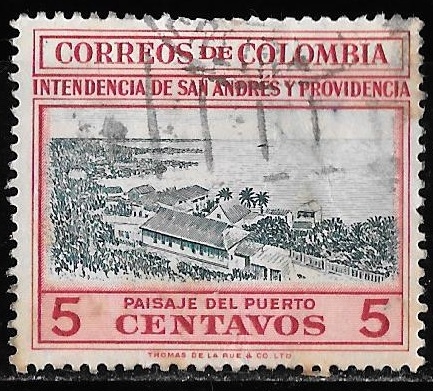 CORREOS DE COLOMBIA
INTENDENCIA DE SAN ANDRES Y PROVIDENCIA
5 PAISAJE DEL PUERTO 5
CENTAVOS
THOMAS DE LA RUE & CO. LTD